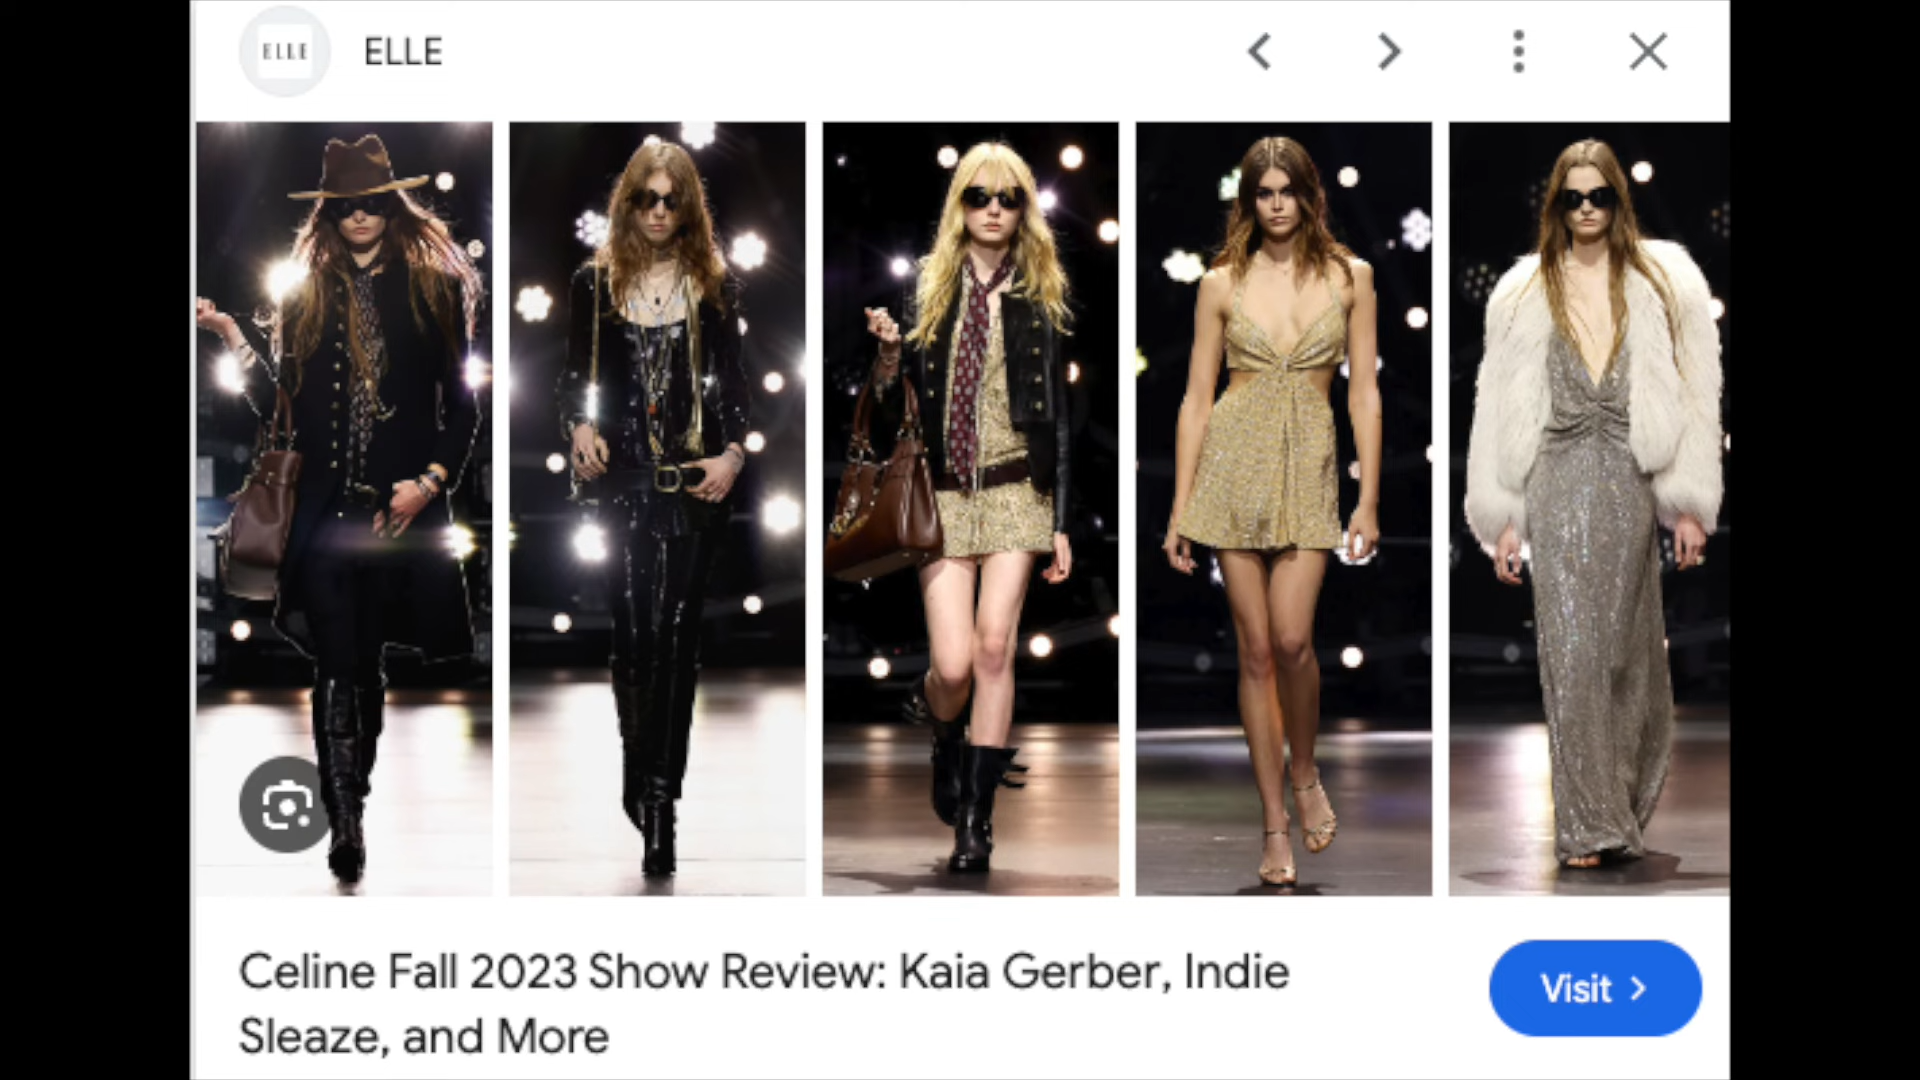 ELLE
ELLE
Celine Fall 2023 Show Review: Kaia Gerber, Indie
Sleaze, and More
Visit